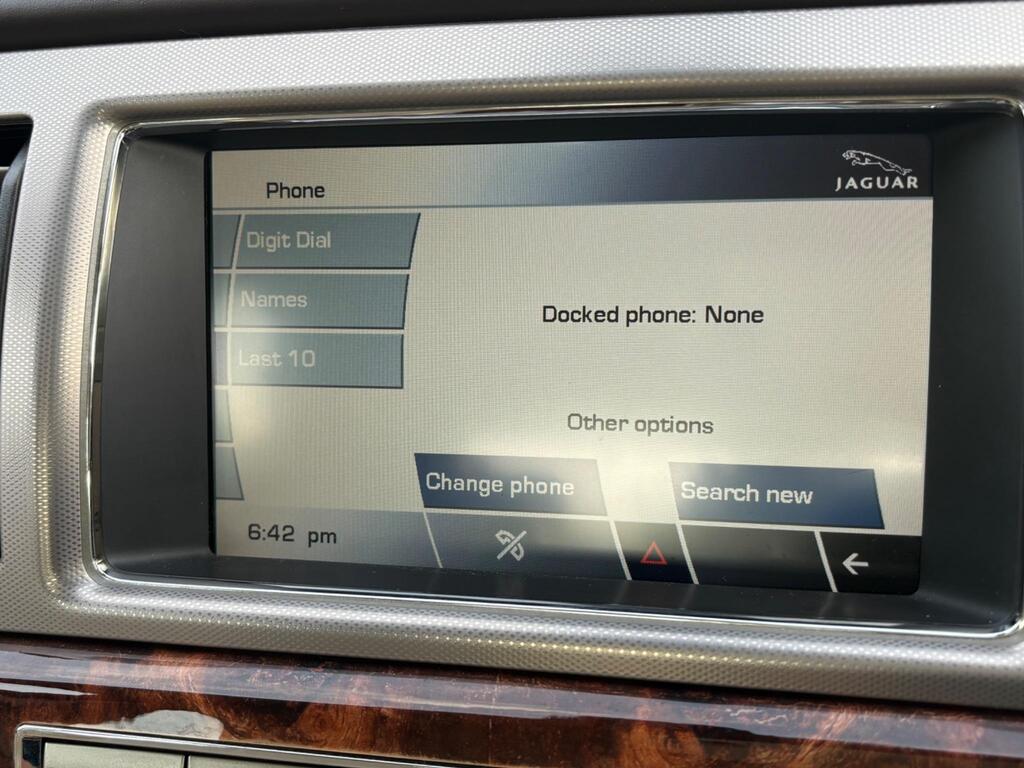 JAGUAR
Phone
Digit Dial
Names
Last 10
Docked phone: None
Other options
Change phone
Search new
6:42 pm